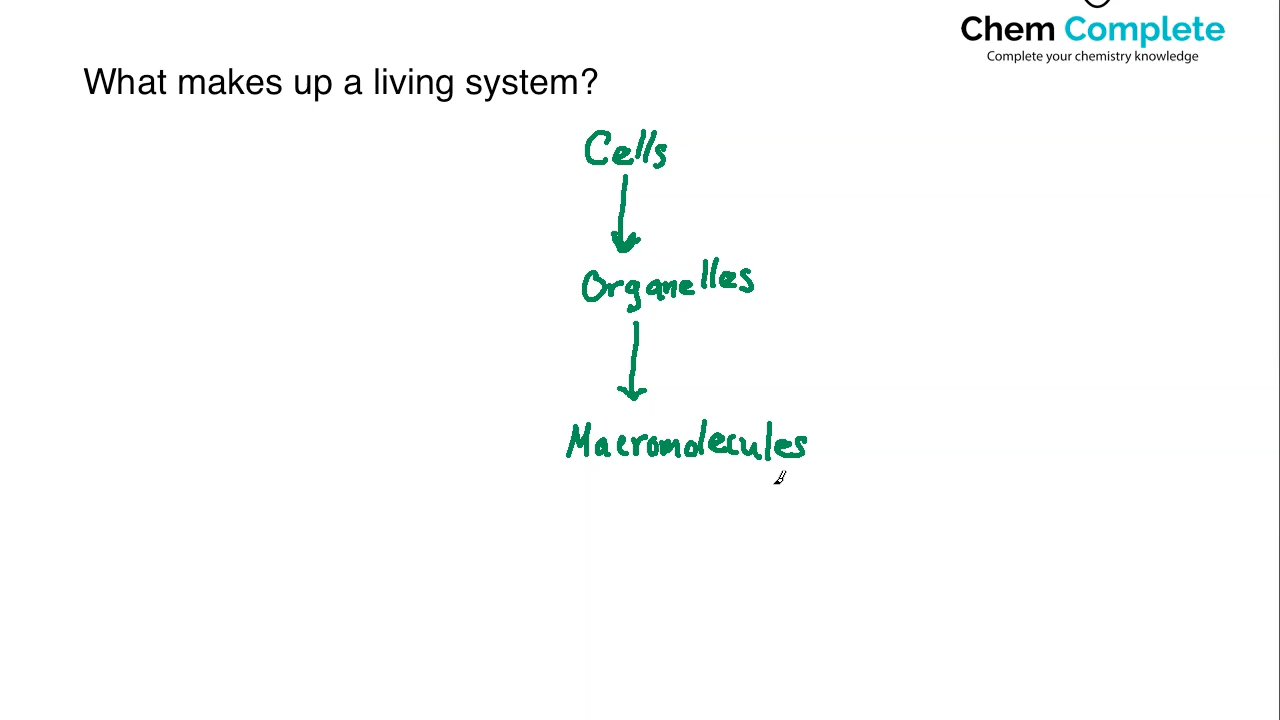 Chem Complete
Complete your chemistry knowledge
What makes up a living system?
Cells
Organelles
Macromolecules